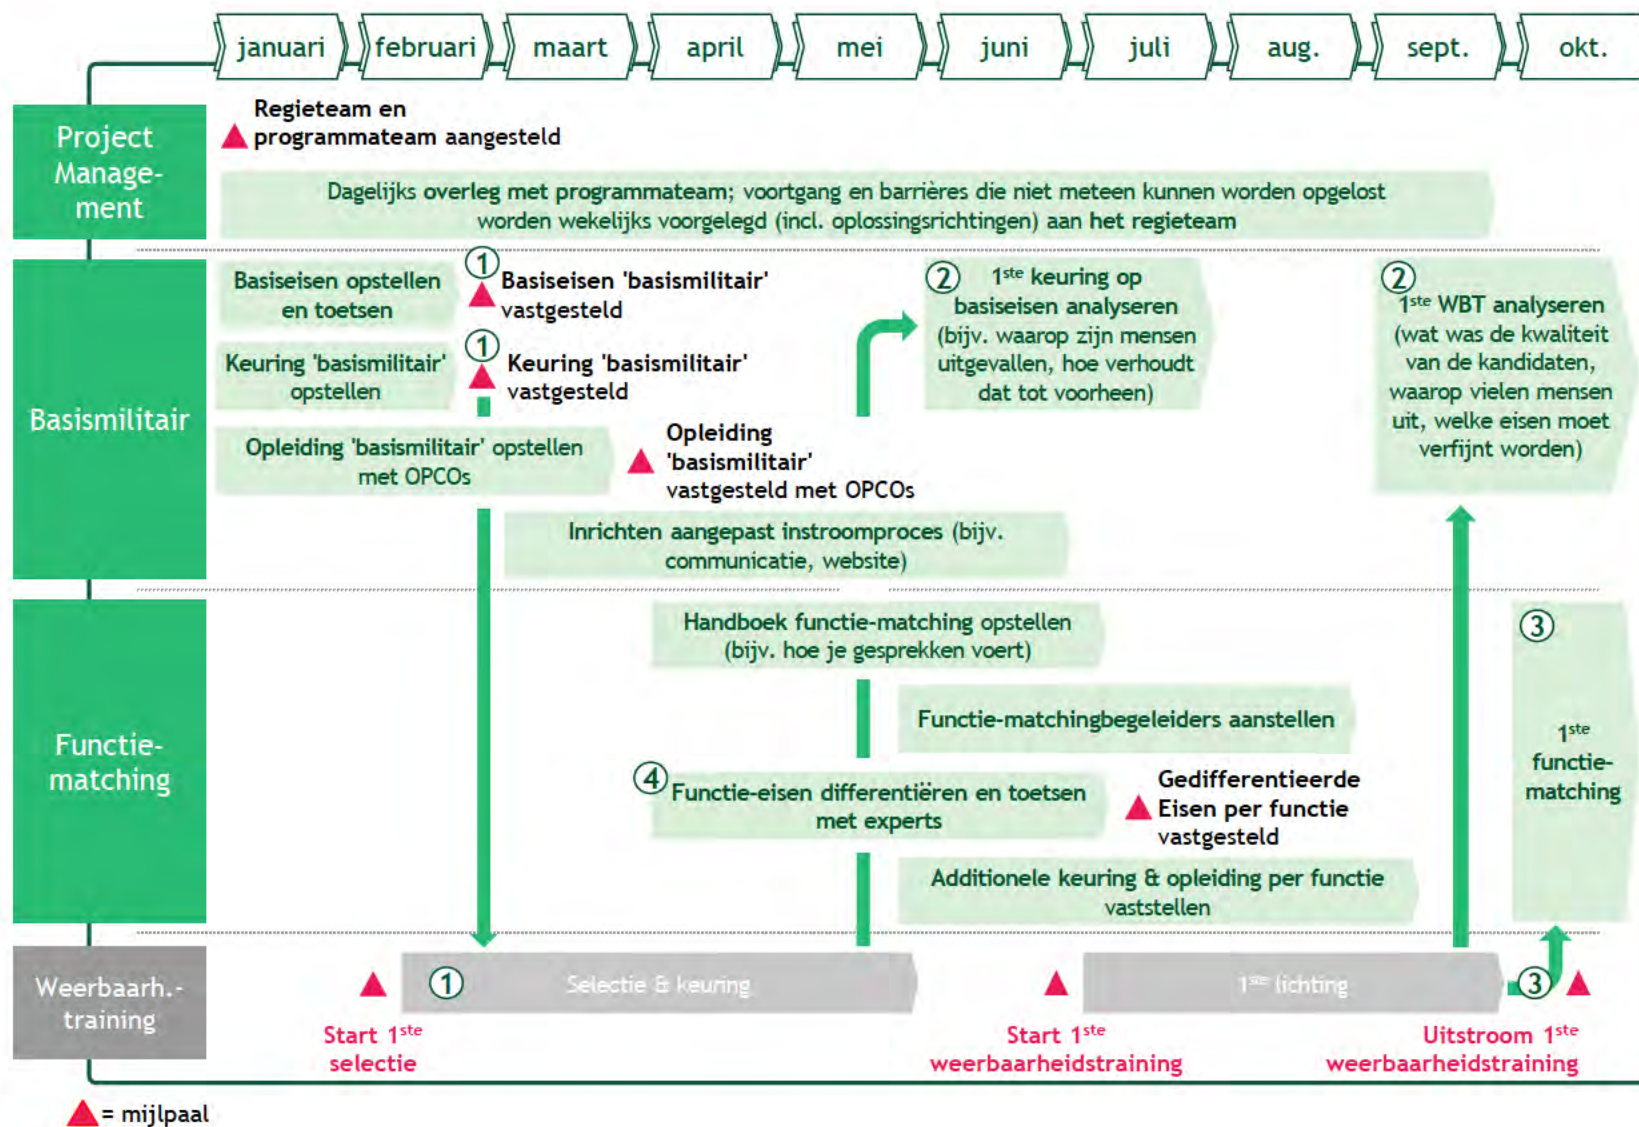 januari
februari
maart
april
mei
juni
juli
aug.
sept.
okt.
Project
Manage-
ment
Regieteam en
programmateam aangesteld
Dagelijks overleg met programmateam; voortgang en barrières die niet meteen kunnen worden opgelost
worden wekelijks voorgelegd (incl. oplossingsrichtingen) aan het regieteam
Basismilitair
Basiseisen opstellen
en toetsen
1
Basiseisen 'basismilitair'
vastgesteld
Keuring 'basismilitair'
opstellen
1
Keuring 'basismilitair'
vastgesteld
Opleiding 'basismilitair' opstellen
met OPCOs
Opleiding
'basismilitair'
vastgesteld met OPCOs
Inrichten aangepast instroomproces (bijv.
communicatie, website)
2
1ste keuring op
basiseisen analyseren
(bijv. waarop zijn mensen
uitgevallen, hoe verhoudt
dat tot voorheen)
2
1ste WBT analyseren
(wat was de kwaliteit
van de kandidaten,
waarop vielen mensen
uit, welke eisen moet
verfijnt worden)
Functie-
matching
Handboek functie-matching opstellen
(bijv. hoe je gesprekken voert)
Functie-matchingbegeleiders aanstellen
4
Functie-eisen differentiëren en toetsen
met experts
Gedifferentieerde
Eisen per functie
vastgesteld
Additionele keuring & opleiding per functie
vaststellen
3
1ste
functie-
matching
Weerbaarh.-
training
1
Selectie & keuring
1ste lichting
3
Start 1ste
selectie
Start 1ste
weerbaarheidstraining
Uitstroom 1ste
weerbaarheidstraining
= mijlpaal